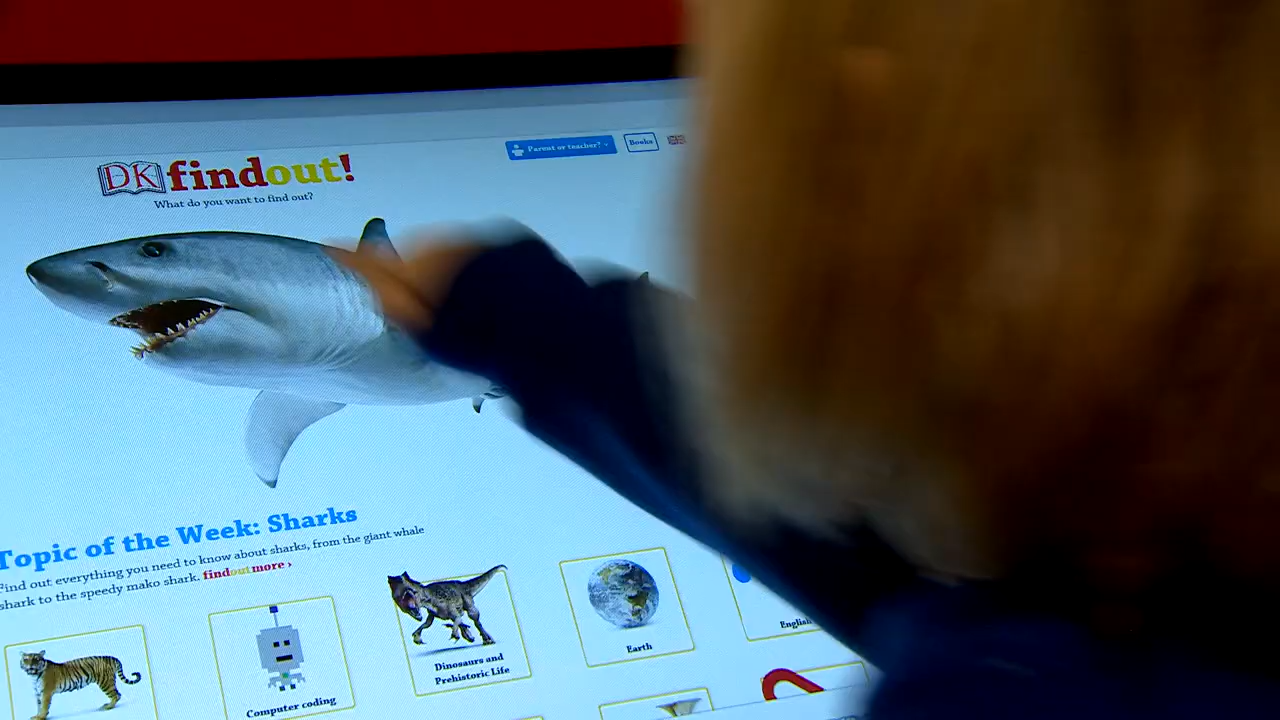 Parent or teacher?
Books
DK findout!
What do you want to find out?
Topic of the Week: Sharks
Find out everything you need to know about sharks, from the giant whale
shark to the speedy mako shark. findoutmore ›
Computer coding
Dinosaurs and
Prehistoric Life
Earth
English